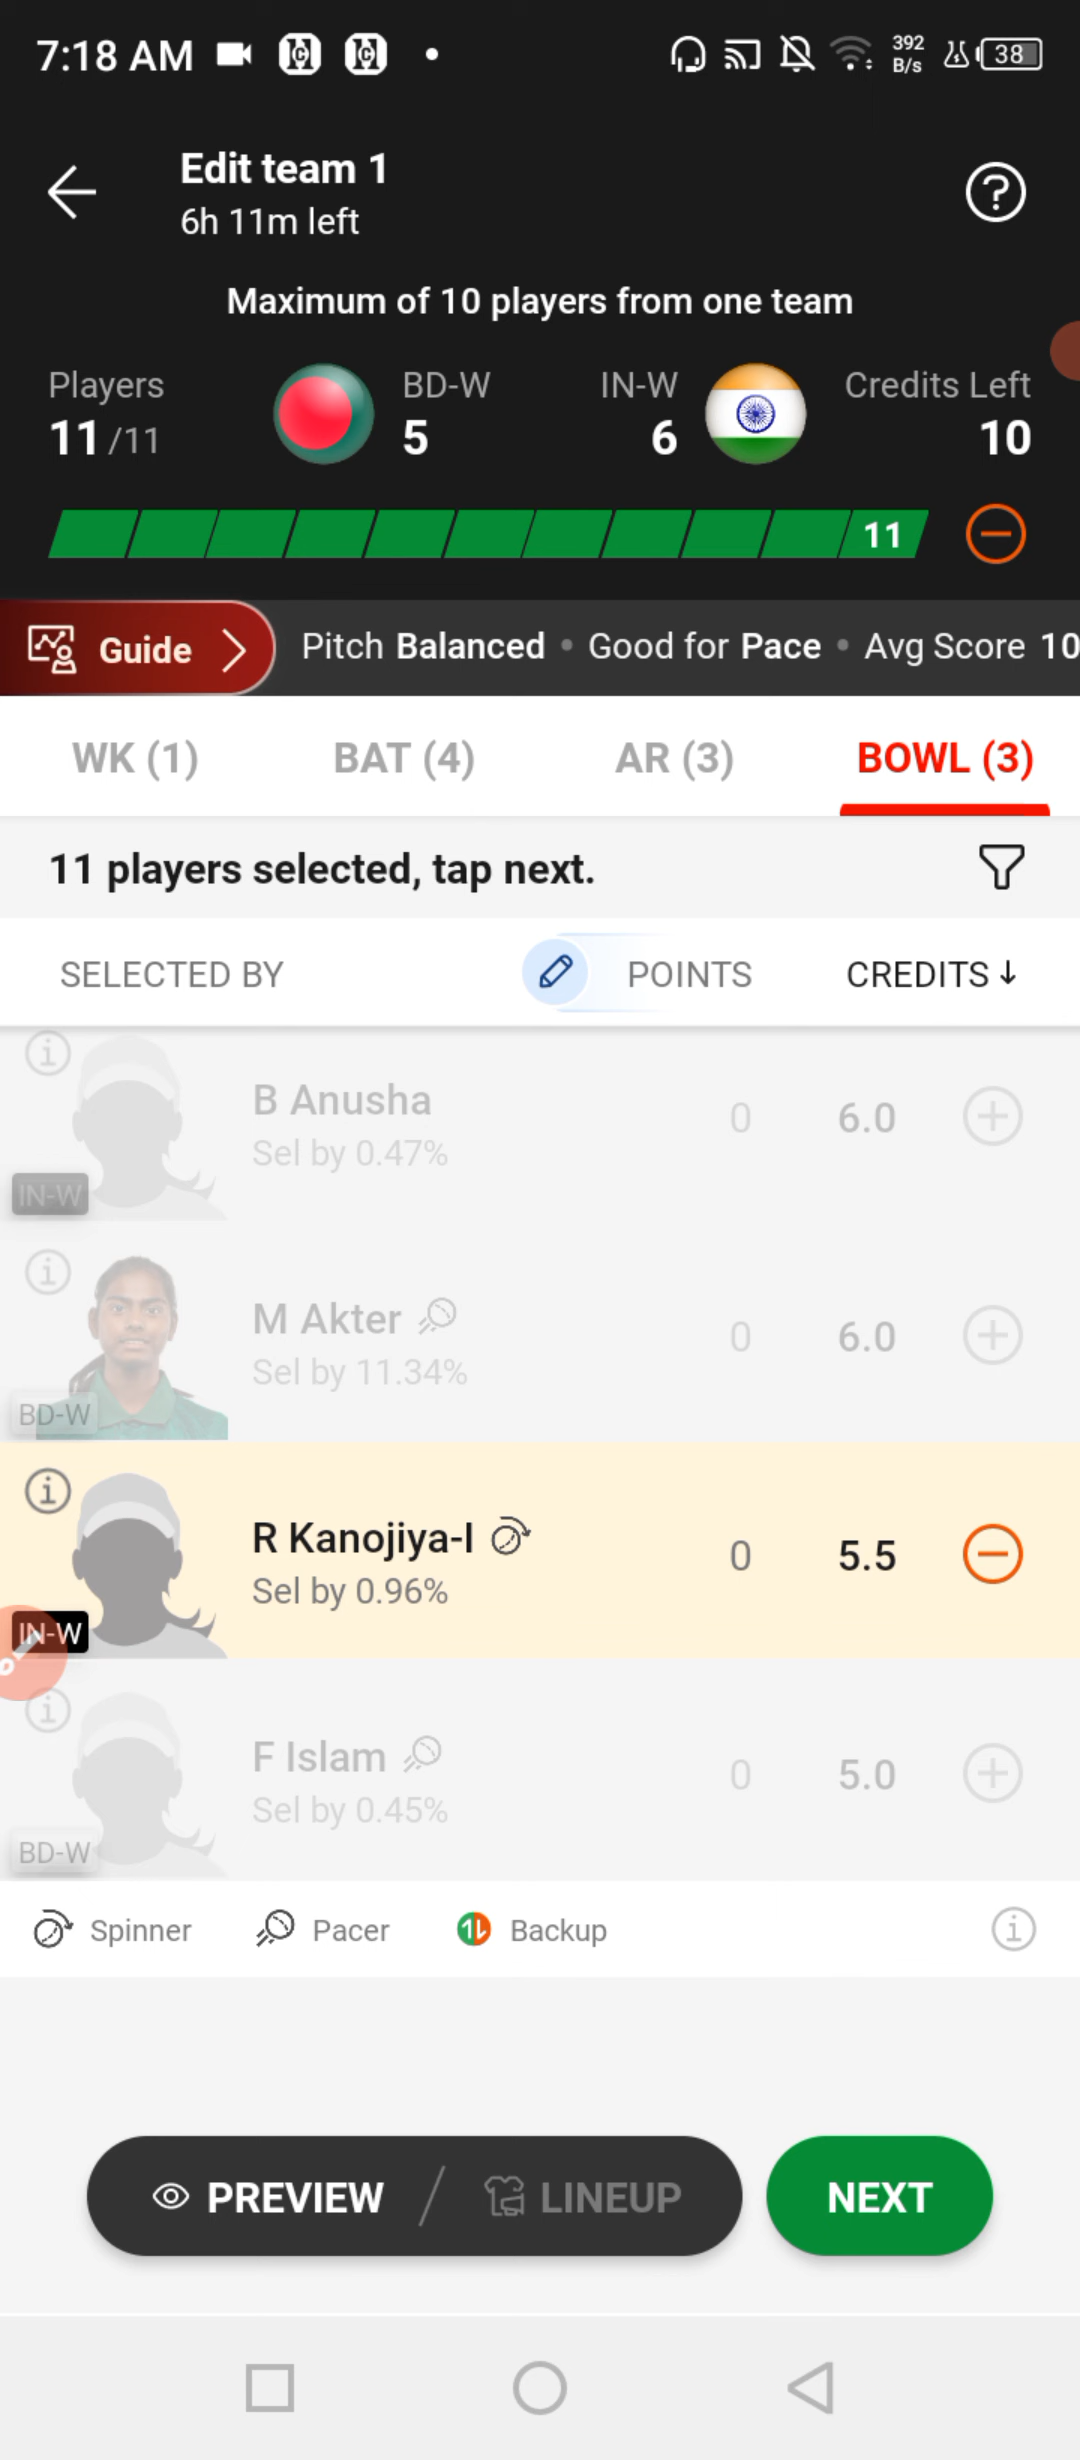 7:18 AM
392
B/s
38
Edit team 1
6h 11m left
Maximum of 10 players from one team
Players
11/11
BD-W
5
IN-W
6
Credits Left
10
11
Guide
Pitch Balanced • Good for Pace • Avg Score 10
WK (1)
BAT (4)
AR (3)
BOWL (3)
11 players selected, tap next.
SELECTED BY
POINTS
CREDITS↓
B Anusha
Sel by 0.47%
0
6.0
IN-W
M Akter
Sel by 11.34%
0
6.0
BD-W
R Kanojiya-I
Sel by 0.96%
0
5.5
IN-W
F Islam
Sel by 0.45%
0
5.0
BD-W
Spinner
Pacer
Backup
PREVIEW / LINEUP
NEXT